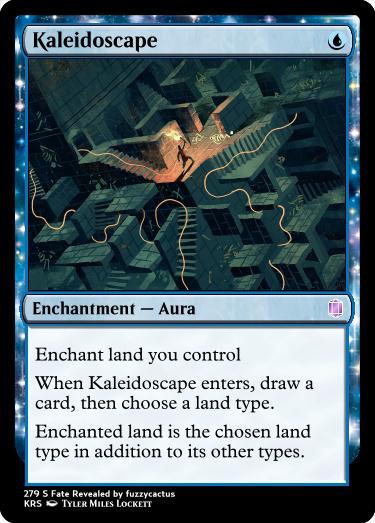 Kaleidoscape
Enchantment — Aura
Enchant land you control
When Kaleidoscape enters, draw a
card, then choose a land type.
Enchanted land is the chosen land
type in addition to its other types.
279 S Fate Revealed by fuzzycactus
KRS Tyler Miles Lockett